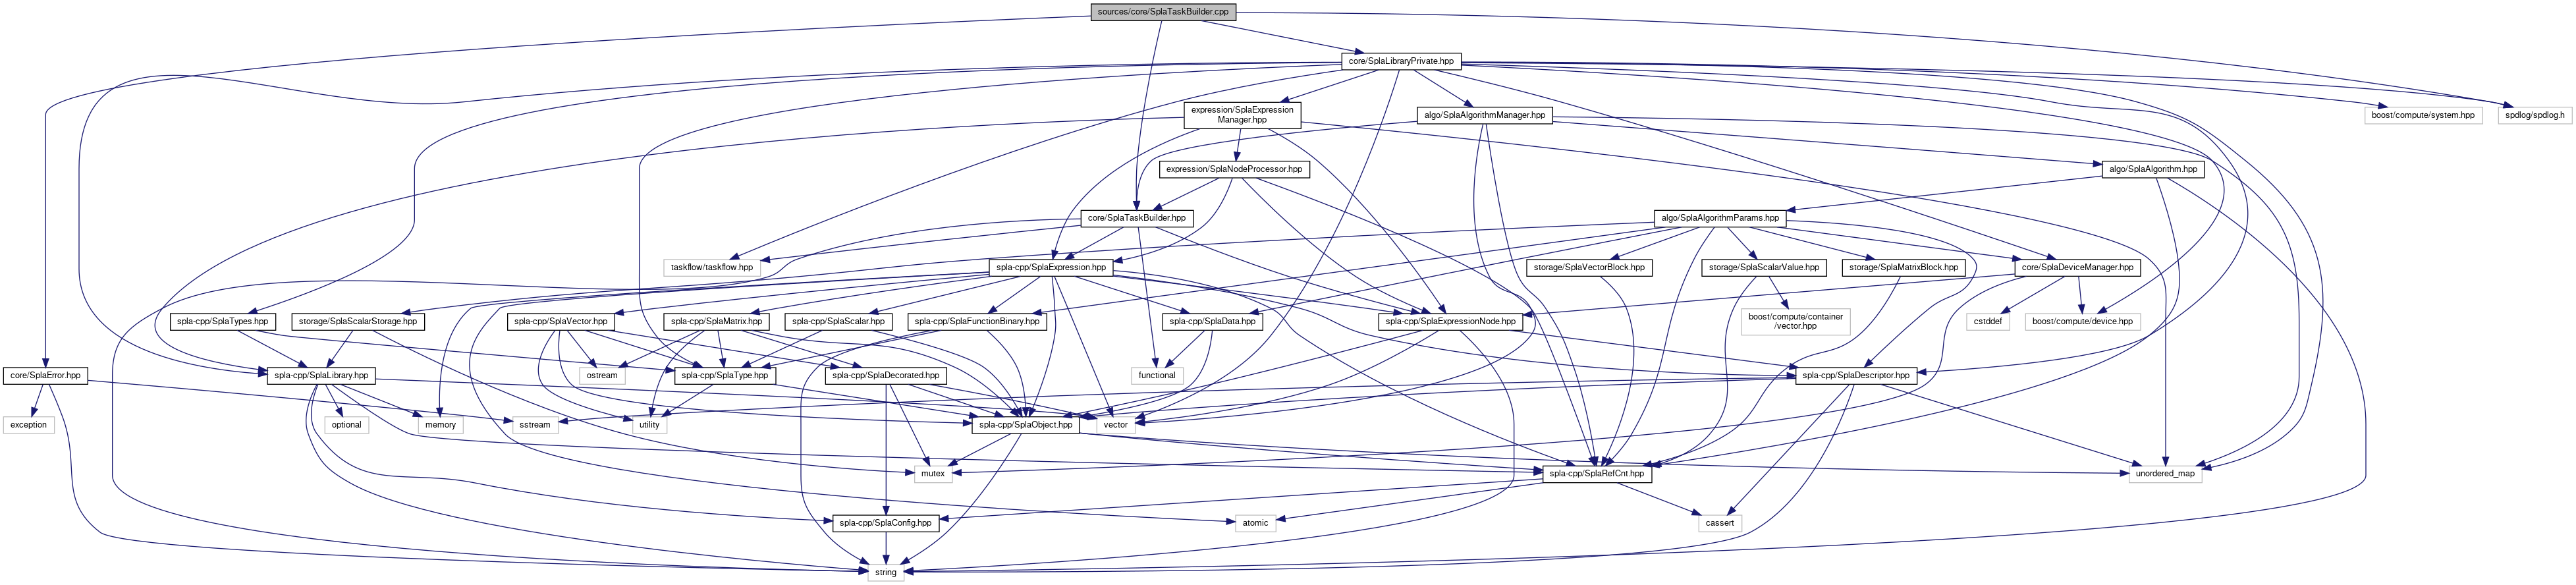 sources/core/SplaTaskBuilder.cpp
core/SplaLibraryPrivate.hpp
expression/SplaExpression
Manager.hpp
algo/SplaAlgorithmManager.hpp
boost/compute/system.hpp
spdlog/spdlog.h
expression/SplaNodeProcessor.hpp
algo/SplaAlgorithm.hpp
core/SplaTaskBuilder.hpp
algo/SplaAlgorithmParams.hpp
taskflow/taskflow.hpp
spla-cpp/SplaExpression.hpp
storage/SplaVectorBlock.hpp
storage/SplaScalarValue.hpp
storage/SplaMatrixBlock.hpp
core/SplaDeviceManager.hpp
spla-cpp/SplaTypes.hpp
storage/SplaScalarStorage.hpp
spla-cpp/SplaVector.hpp
spla-cpp/SplaMatrix.hpp
spla-cpp/SplaScalar.hpp
spla-cpp/SplaFunctionBinary.hpp
spla-cpp/SplaData.hpp
spla-cpp/SplaExpressionNode.hpp
boost/compute/container
/vector.hpp
cstddef
boost/compute/device.hpp
core/SplaError.hpp
spla-cpp/SplaLibrary.hpp
ostream
spla-cpp/SplaType.hpp
spla-cpp/SplaDecorated.hpp
functional
spla-cpp/SplaDescriptor.hpp
exception
optional
memory
sstream
utility
spla-cpp/SplaObject.hpp
vector
mutex
spla-cpp/SplaRefCnt.hpp
unordered_map
spla-cpp/SplaConfig.hpp
atomic
cassert
string